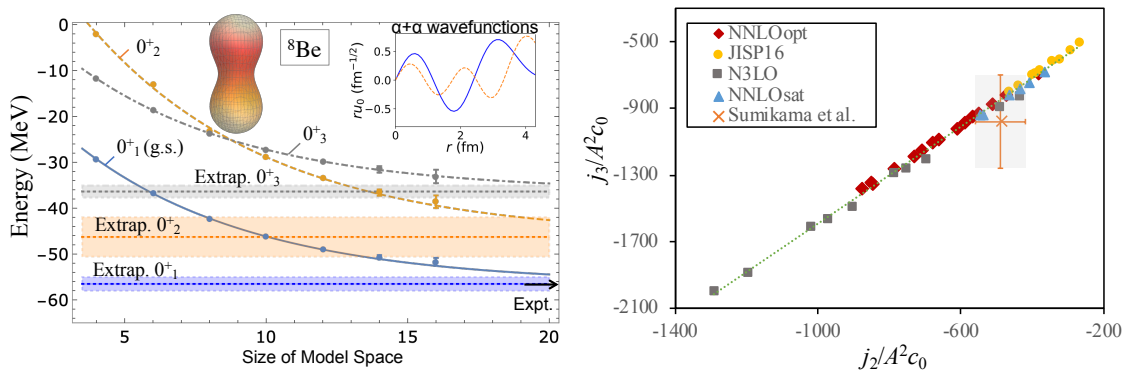 0
−10
−20
−30
−40
−50
−60
Energy (MeV)
5
10
15
20
Size of Model Space
0⁺₂
⁸Be
α+α wavefunctions
ru₀ (fm⁻¹ᐟ²)
0.5
0.0
-0.5
0
1
2
3
4
r (fm)
0⁺₃
0⁺₁ (g.s.)
Extrap. 0⁺₃
Extrap. 0⁺₂
Extrap. 0⁺₁
Expt.
NNLOopt
JISP16
N3LO
NNLOsat
Sumikama et al.
-500
-900
-1300
-1700
-2100
j₃/A²c₀
-1400
-1000
-600
-200
j₂/A²c₀